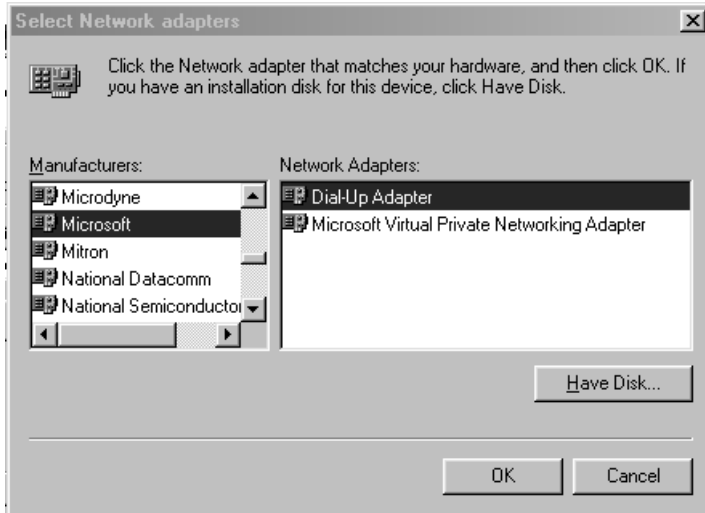 Select Network adapters
Click the Network adapter that matches your hardware, and then click OK. If
you have an installation disk for this device, click Have Disk.
Manufacturers:
Microdyne
Microsoft
Mitron
National Datacomm
National Semiconductor
Network Adapters:
Dial-Up Adapter
Microsoft Virtual Private Networking Adapter
Have Disk...
OK
Cancel